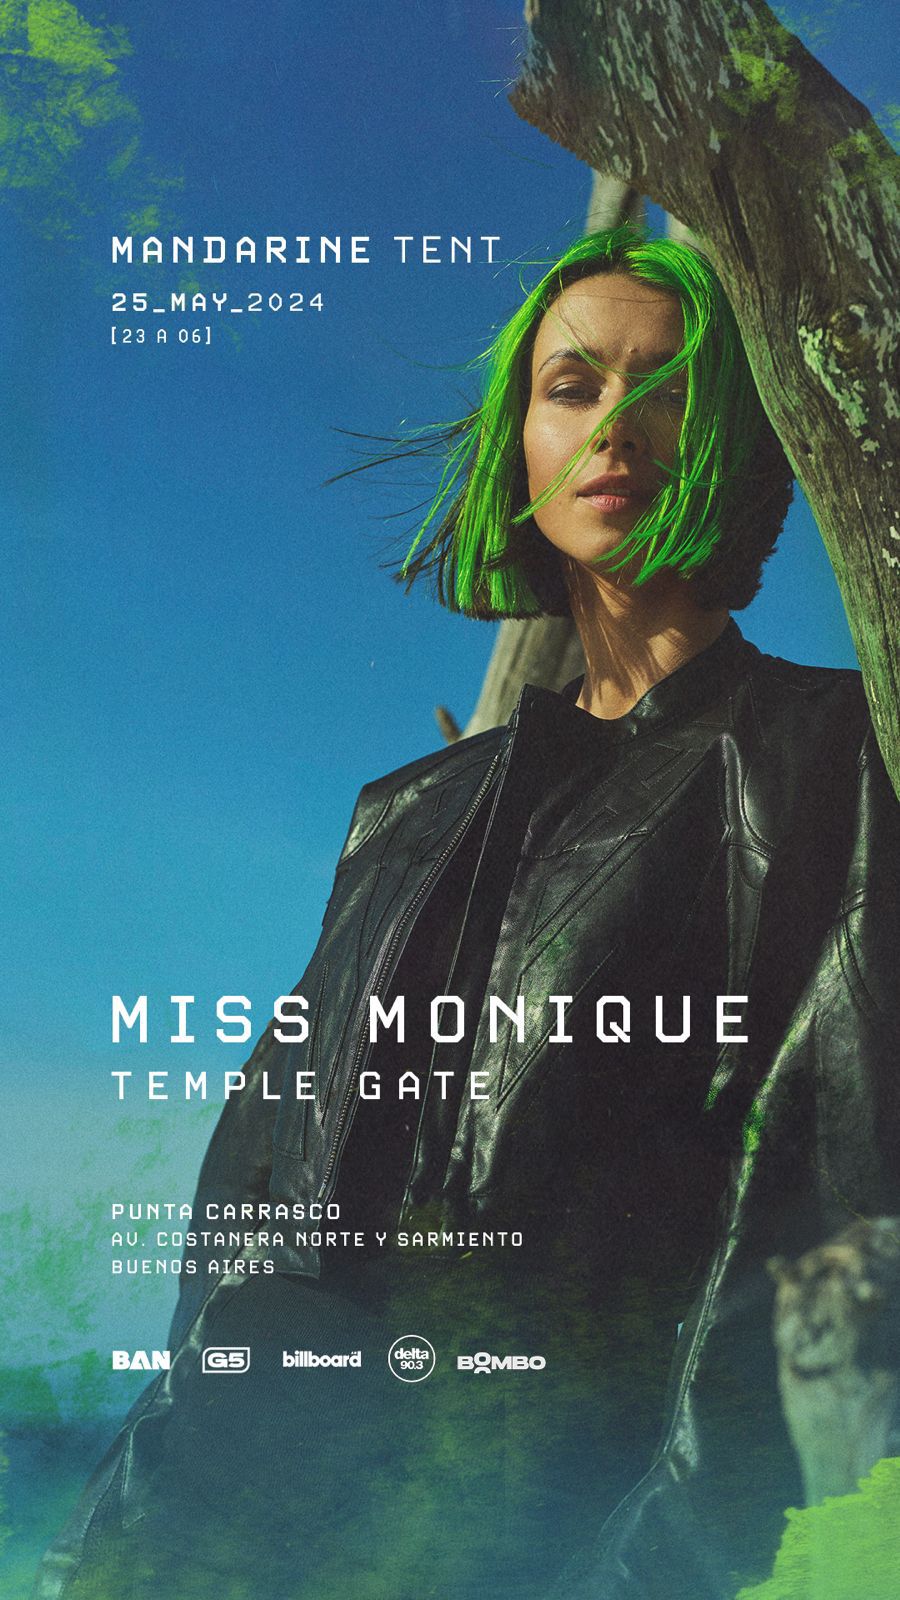 MANDARINE TENT
25_MAY_2024
[23 A 06]
MISS MONIQUE
TEMPLE GATE
PUNTA CARRASCO
AV. COSTANERA NORTE Y SARMIENTO
BUENOS AIRES
BAN G5 billboard delta 90.3 BOMBO